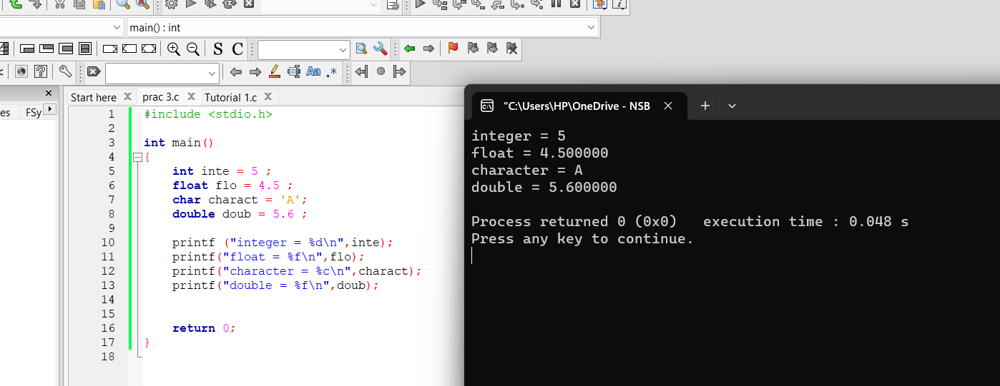 main() : int
S C
Aa .*
es FSy
Start here prac 3.c Tutorial 1.c
1 #include <stdio.h>
2
3 int main()
4 {
5 int inte = 5 ;
6 float flo = 4.5 ;
7 char charact = 'A';
8 double doub = 5.6 ;
9
10 printf ("integer = %d\n",inte);
11 printf("float = %f\n",flo);
12 printf("character = %c\n",charact);
13 printf("double = %f\n",doub);
14
15
16 return 0;
17 }
18
"C:\Users\HP\OneDrive - NSB
integer = 5
float = 4.500000
character = A
double = 5.600000
Process returned 0 (0x0) execution time : 0.048 s
Press any key to continue.